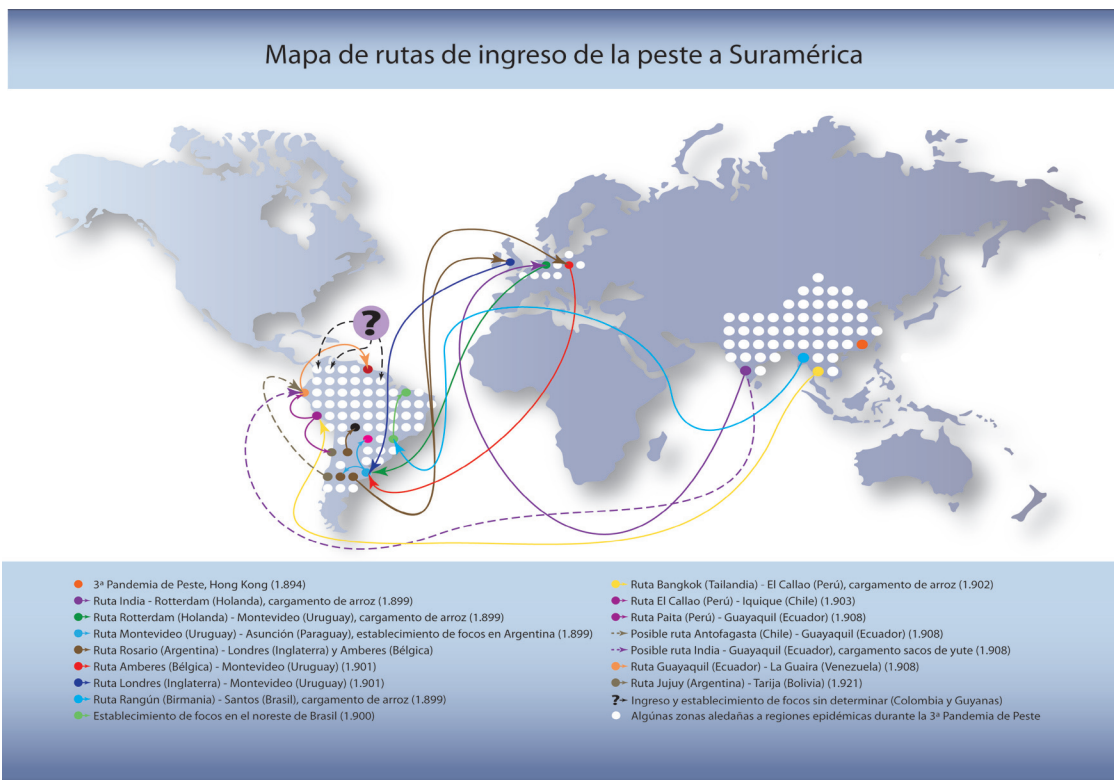 Mapa de rutas de ingreso de la peste a Suramérica
?
3ª Pandemia de Peste, Hong Kong (1.894)
Ruta India - Rotterdam (Holanda), cargamento de arroz (1.899)
Ruta Rotterdam (Holanda) - Montevideo (Uruguay), cargamento de arroz (1.899)
Ruta Montevideo (Uruguay) - Asunción (Paraguay), establecimiento de focos en Argentina (1.899)
Ruta Rosario (Argentina) - Londres (Inglaterra) y Amberes (Bélgica)
Ruta Amberes (Bélgica) - Montevideo (Uruguay) (1.901)
Ruta Londres (Inglaterra) - Montevideo (Uruguay) (1.901)
Ruta Rangún (Birmania) - Santos (Brasil), cargamento de arroz (1.899)
Establecimiento de focos en el noreste de Brasil (1.900)
Ruta Bangkok (Tailandia) - El Callao (Perú), cargamento de arroz (1.902)
Ruta El Callao (Perú) - Iquique (Chile) (1.903)
Ruta Paita (Perú) - Guayaquil (Ecuador) (1.908)
Posible ruta Antofagasta (Chile) - Guayaquil (Ecuador) (1.908)
Posible ruta India - Guayaquil (Ecuador), cargamento sacos de yute (1.908)
Ruta Guayaquil (Ecuador) - La Guaira (Venezuela) (1.908)
Ruta Jujuy (Argentina) - Tarija (Bolivia) (1.921)
? Ingreso y establecimiento de focos sin determinar (Colombia y Guyanas)
Algúnas zonas aledañas a regiones epidémicas durante la 3ª Pandemia de Peste